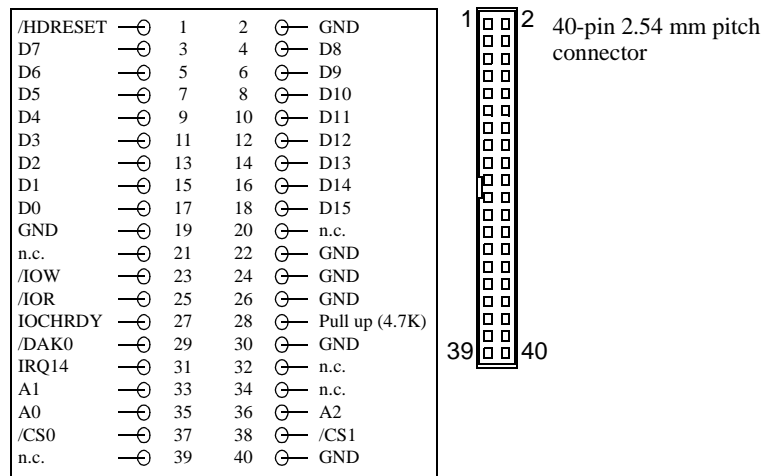 /HDRESET 1 2 GND
D7 3 4 D8
D6 5 6 D9
D5 7 8 D10
D4 9 10 D11
D3 11 12 D12
D2 13 14 D13
D1 15 16 D14
D0 17 18 D15
GND 19 20 n.c.
n.c. 21 22 GND
/IOW 23 24 GND
/IOR 25 26 GND
IOCHRDY 27 28 Pull up (4.7K)
/DAK0 29 30 GND
IRQ14 31 32 n.c.
A1 33 34 n.c.
A0 35 36 A2
/CS0 37 38 /CS1
n.c. 39 40 GND
1 2
40-pin 2.54 mm pitch
connector
39 40